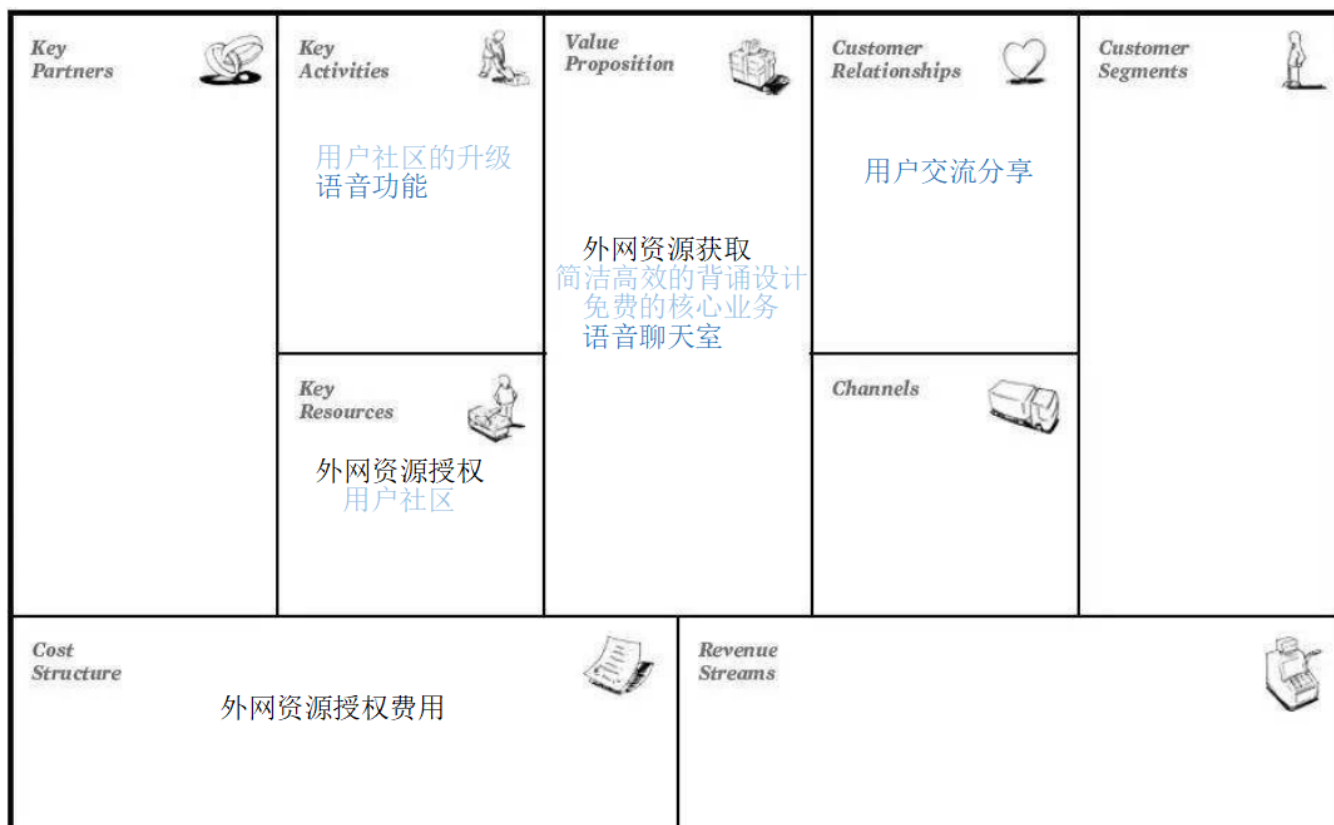 Key
Partners
Key
Activities
用户社区的升级
语音功能
Key
Resources
外网资源授权
用户社区
Value
Proposition
外网资源获取
简洁高效的背诵设计
免费的核心业务
语音聊天室
Customer
Relationships
用户交流分享
Channels
Customer
Segments
Cost
Structure
外网资源授权费用
Revenue
Streams